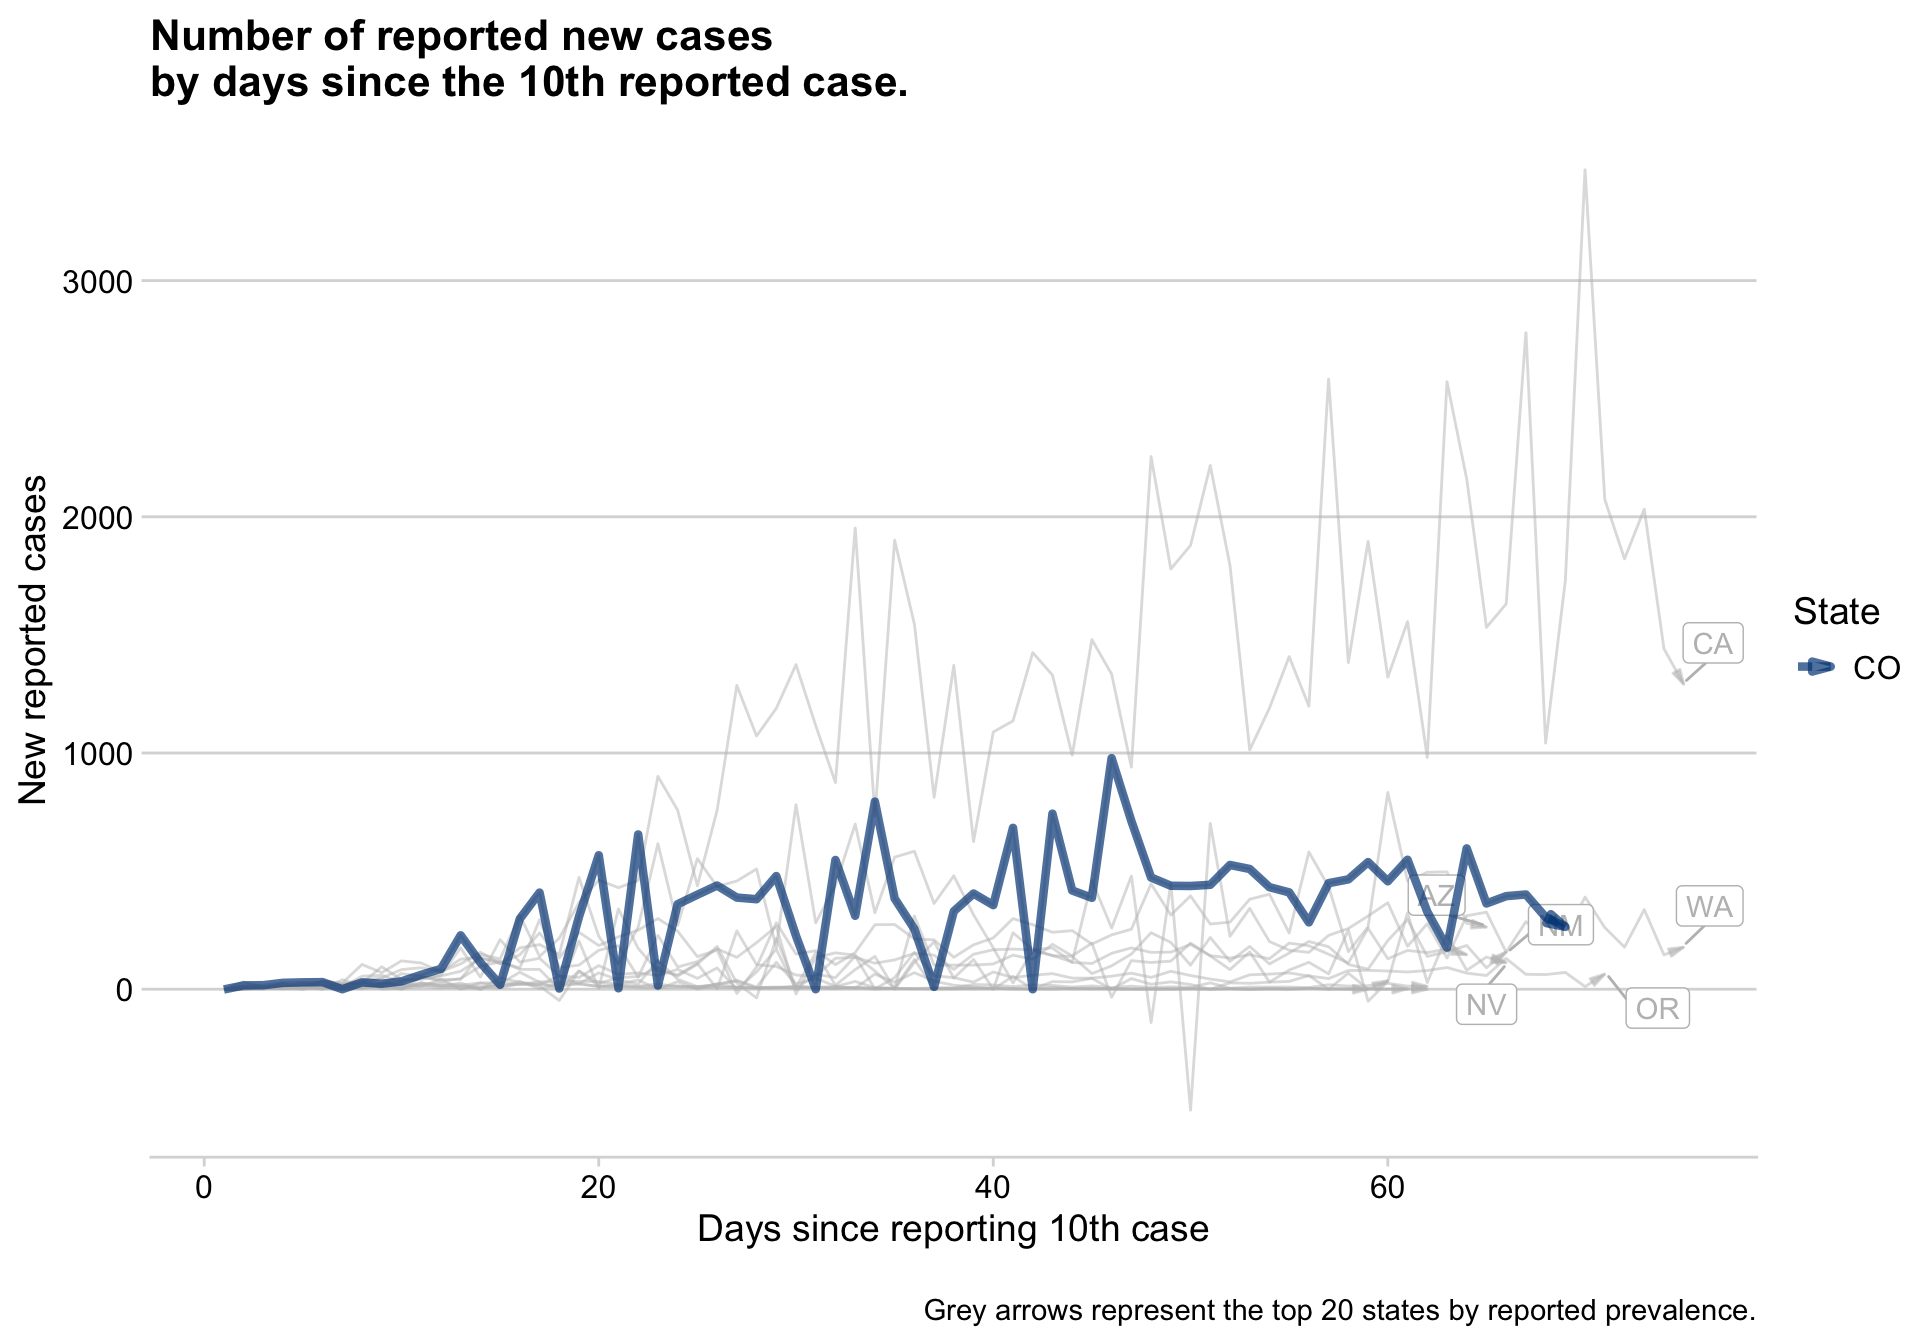 Number of reported new cases
by days since the 10th reported case.
New reported cases
3000
2000
1000
0
CA
AZ
NM
WA
NV
OR
State
CO
0
20
40
60
Days since reporting 10th case
Grey arrows represent the top 20 states by reported prevalence.